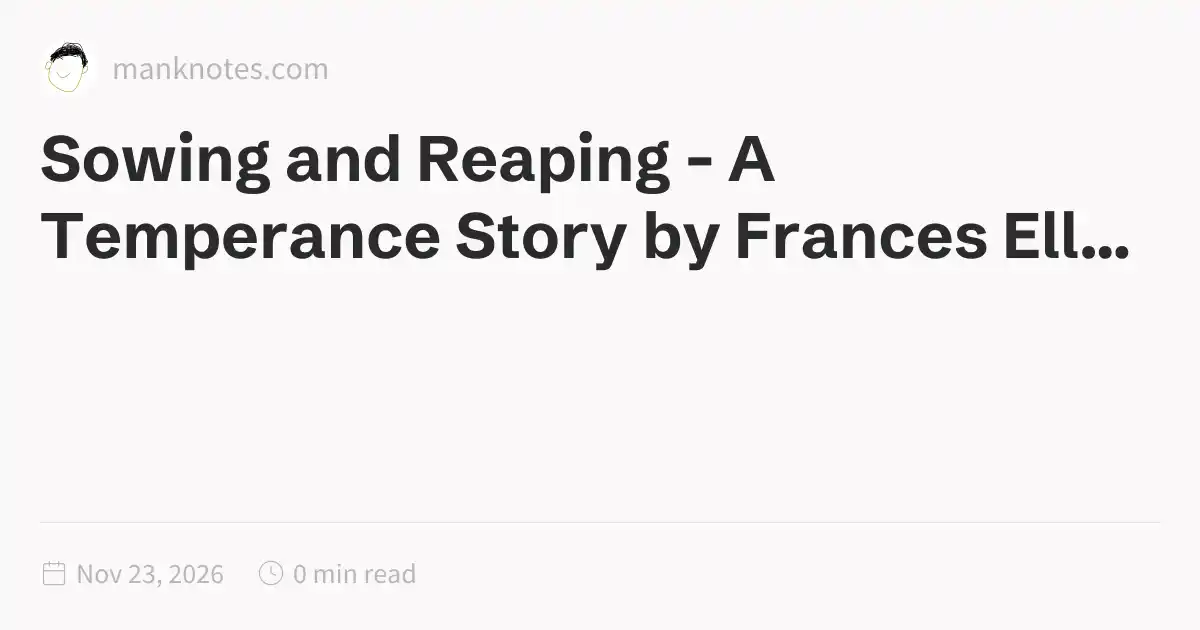 manknotes.com
Sowing and Reaping - A
Temperance Story by Frances Ell...
Nov 23, 2026
0 min read